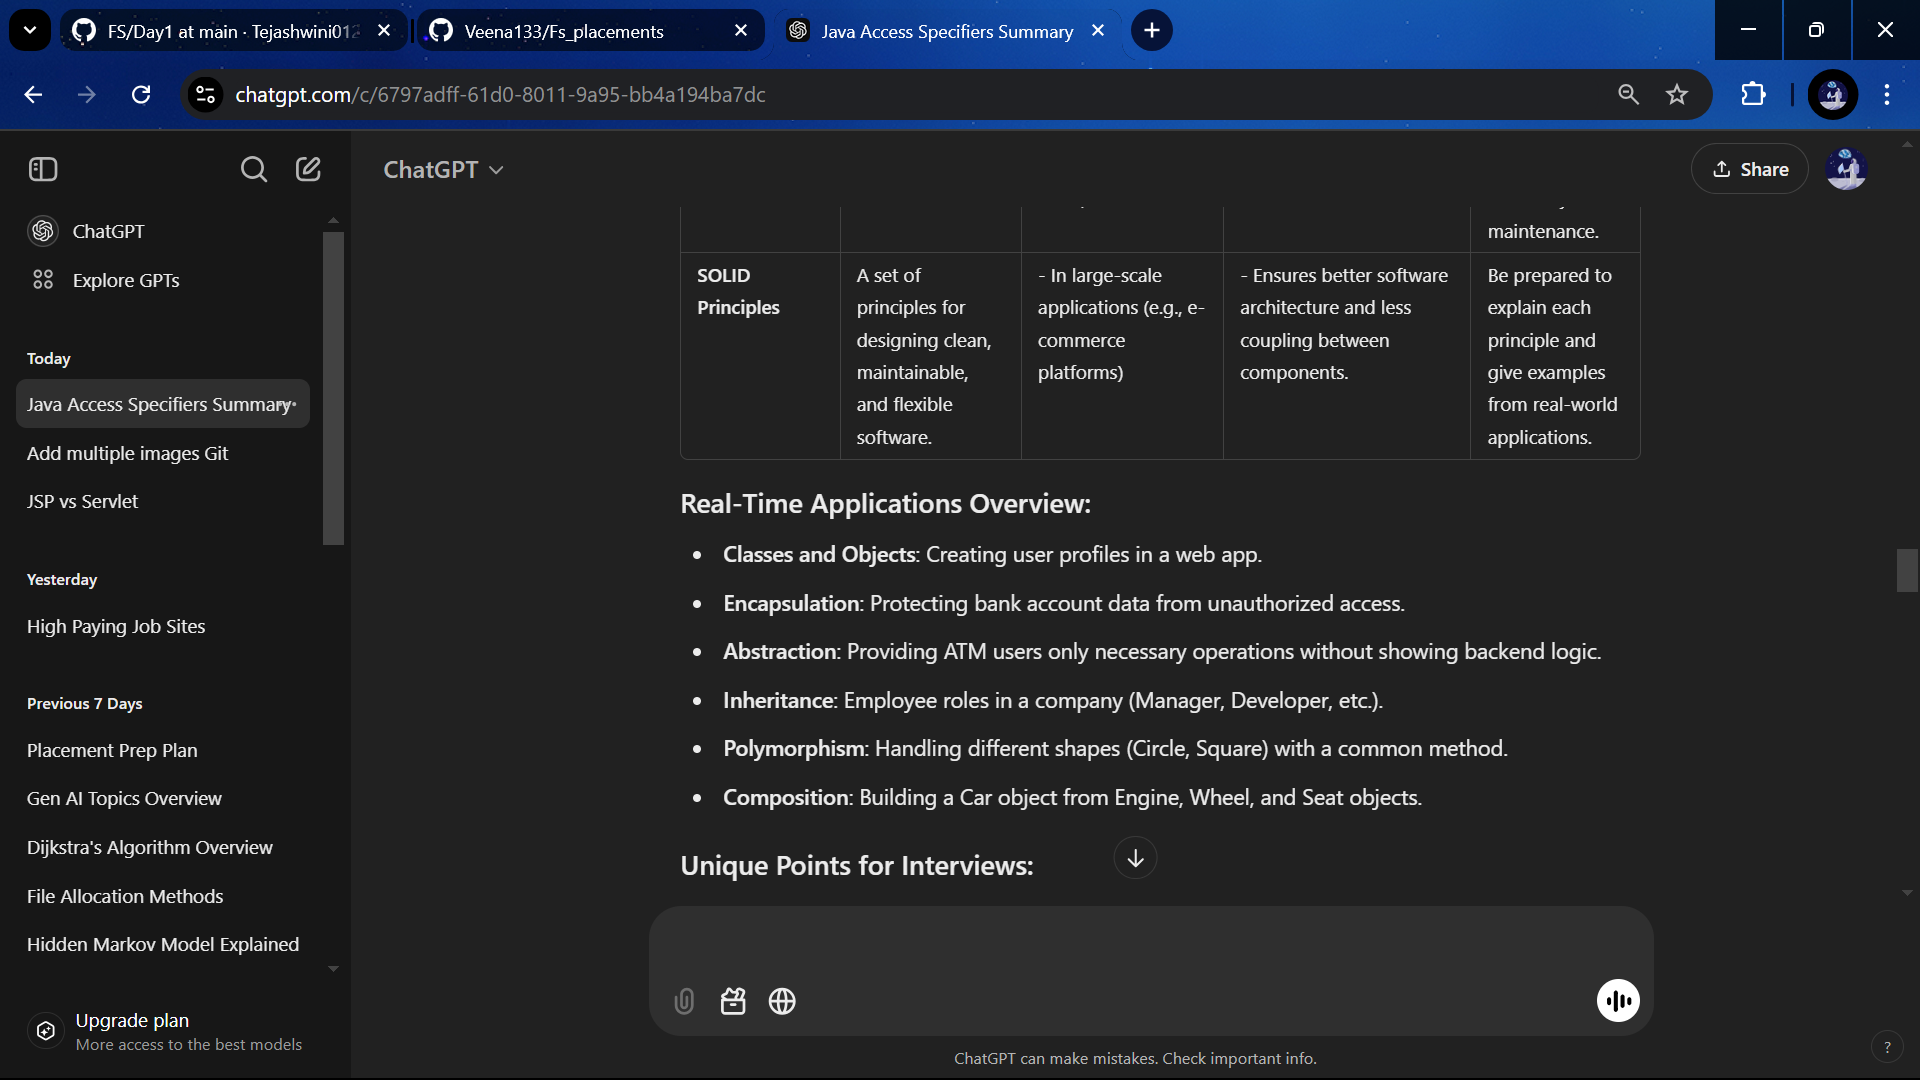 FS/Day1 at main · Tejashwini012
Veena133/Fs_placements
Java Access Specifiers Summary
chatgpt.com/c/6797adff-61d0-8011-9a95-bb4a194ba7dc
ChatGPT
Share
ChatGPT
Explore GPTs
Today
Java Access Specifiers Summary
Add multiple images Git
JSP vs Servlet
Yesterday
High Paying Job Sites
Previous 7 Days
Placement Prep Plan
Gen AI Topics Overview
Dijkstra's Algorithm Overview
File Allocation Methods
Hidden Markov Model Explained
Upgrade plan
More access to the best models
maintenance.
SOLID
Principles
A set of
principles for
designing clean,
maintainable,
and flexible
software.
- In large-scale
applications (e.g., e-
commerce
platforms)
- Ensures better software
architecture and less
coupling between
components.
Be prepared to
explain each
principle and
give examples
from real-world
applications.
Real-Time Applications Overview:
• Classes and Objects: Creating user profiles in a web app.
• Encapsulation: Protecting bank account data from unauthorized access.
• Abstraction: Providing ATM users only necessary operations without showing backend logic.
• Inheritance: Employee roles in a company (Manager, Developer, etc.).
• Polymorphism: Handling different shapes (Circle, Square) with a common method.
• Composition: Building a Car object from Engine, Wheel, and Seat objects.
Unique Points for Interviews:
ChatGPT can make mistakes. Check important info.
?